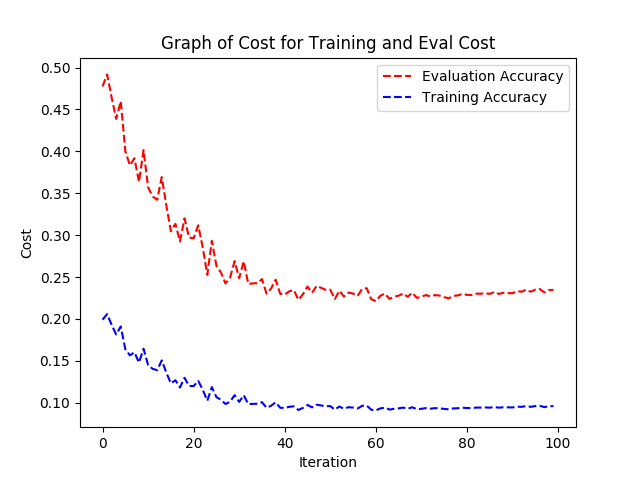 Graph of Cost for Training and Eval Cost
Evaluation Accuracy
Training Accuracy
Cost
0.50
0.45
0.40
0.35
0.30
0.25
0.20
0.15
0.10
0 20 40 60 80 100
Iteration